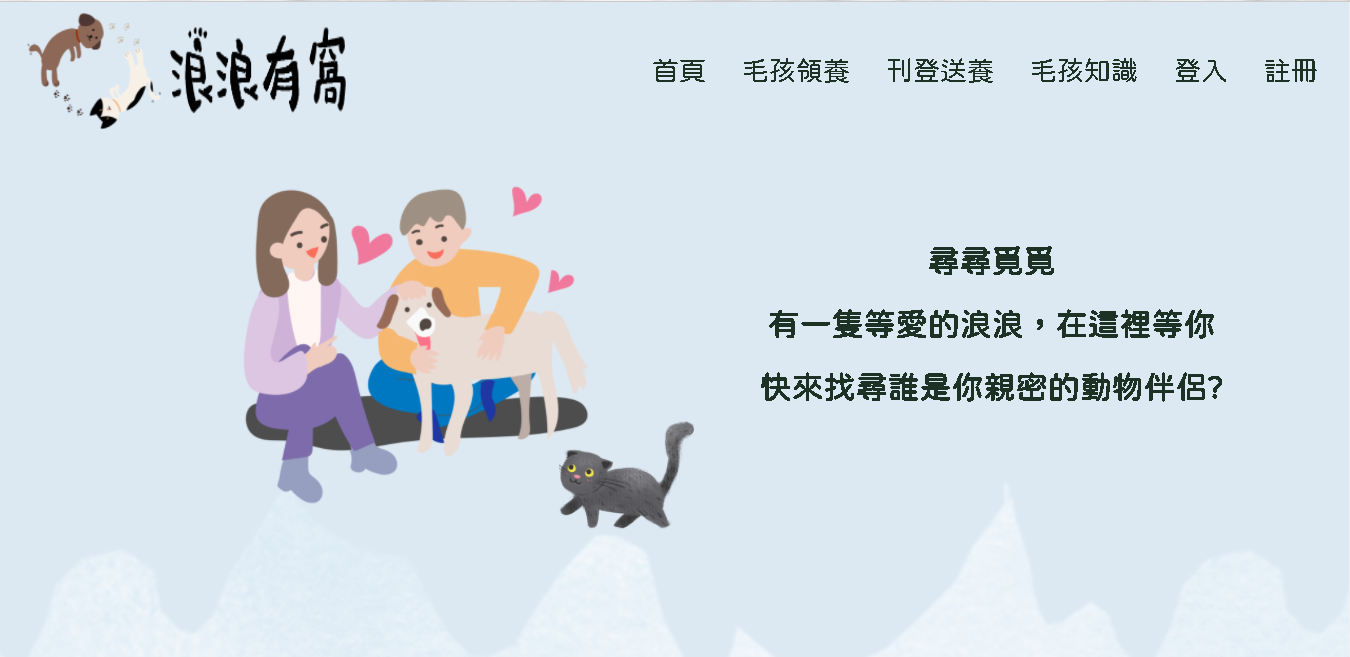 浪浪有窩
首頁 毛孩領養 刊登送養 毛孩知識 登入 註冊
尋尋覓覓
有一隻等愛的浪浪，在這裡等你
快來找尋誰是你親密的動物伴侶?